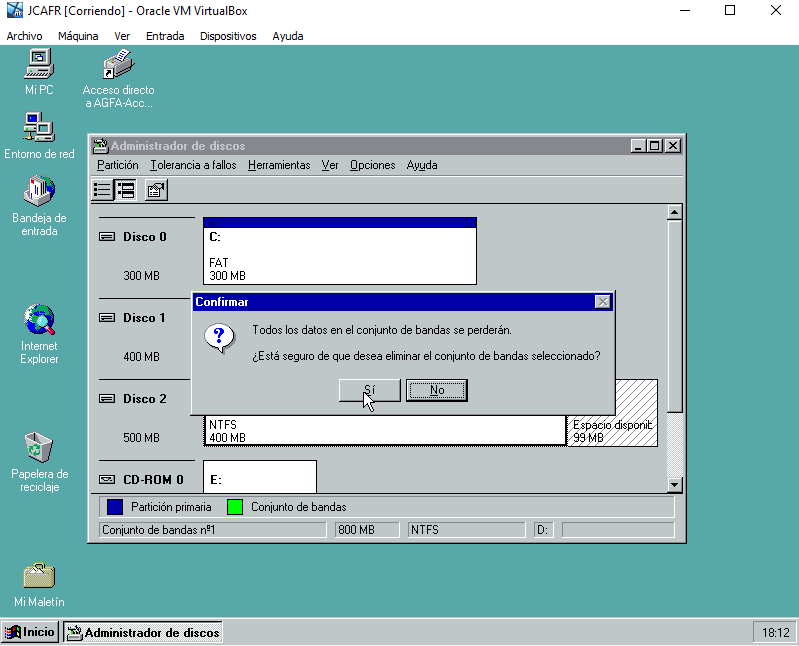 JCAFR [Corriendo] - Oracle VM VirtualBox
Archivo Máquina Ver Entrada Dispositivos Ayuda
Mi PC
Acceso directo
a AGFA-Acc...
Entorno de red
Bandeja de
entrada
Internet
Explorer
Papelera de
reciclaje
Mi Maletín
Administrador de discos
Partición Tolerancia a fallos Herramientas Ver Opciones Ayuda
Disco 0
300 MB
C:
FAT
300 MB
Disco 1
400 MB
Confirmar
Todos los datos en el conjunto de bandas se perderán.
¿Está seguro de que desea eliminar el conjunto de bandas seleccionado?
Sí No
Disco 2
500 MB
NTFS
400 MB
Espacio disponit
99 MB
CD-ROM 0
E:
Partición primaria Conjunto de bandas
Conjunto de bandas nº1 800 MB NTFS D:
Inicio Administrador de discos 18:12